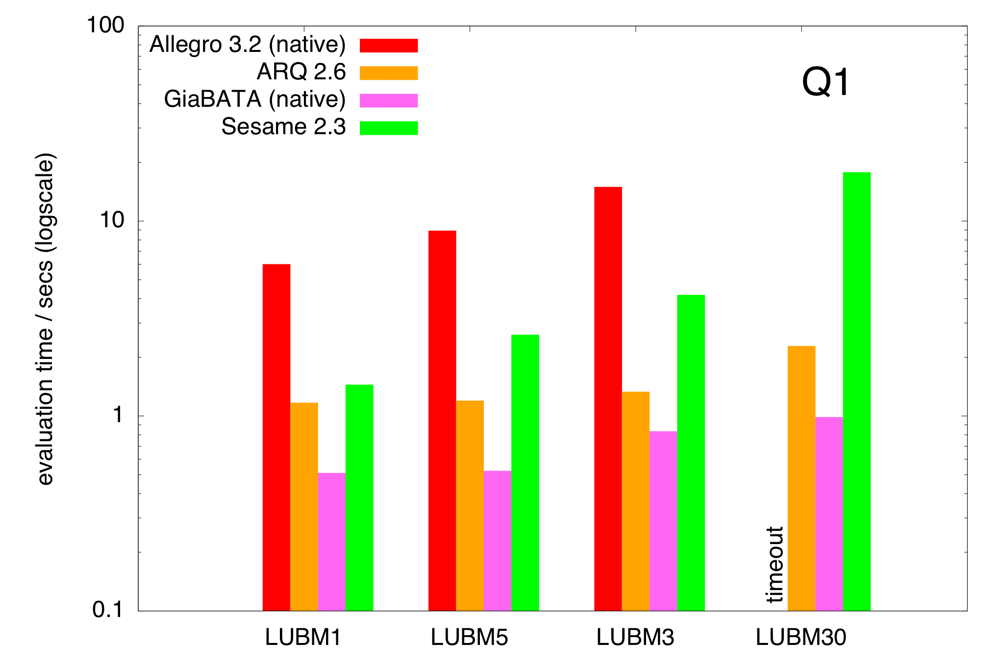 100
10
1
0.1
evaluation time / secs (logscale)
Allegro 3.2 (native)
ARQ 2.6
GiaBATA (native)
Sesame 2.3
Q1
timeout
LUBM1
LUBM5
LUBM3
LUBM30